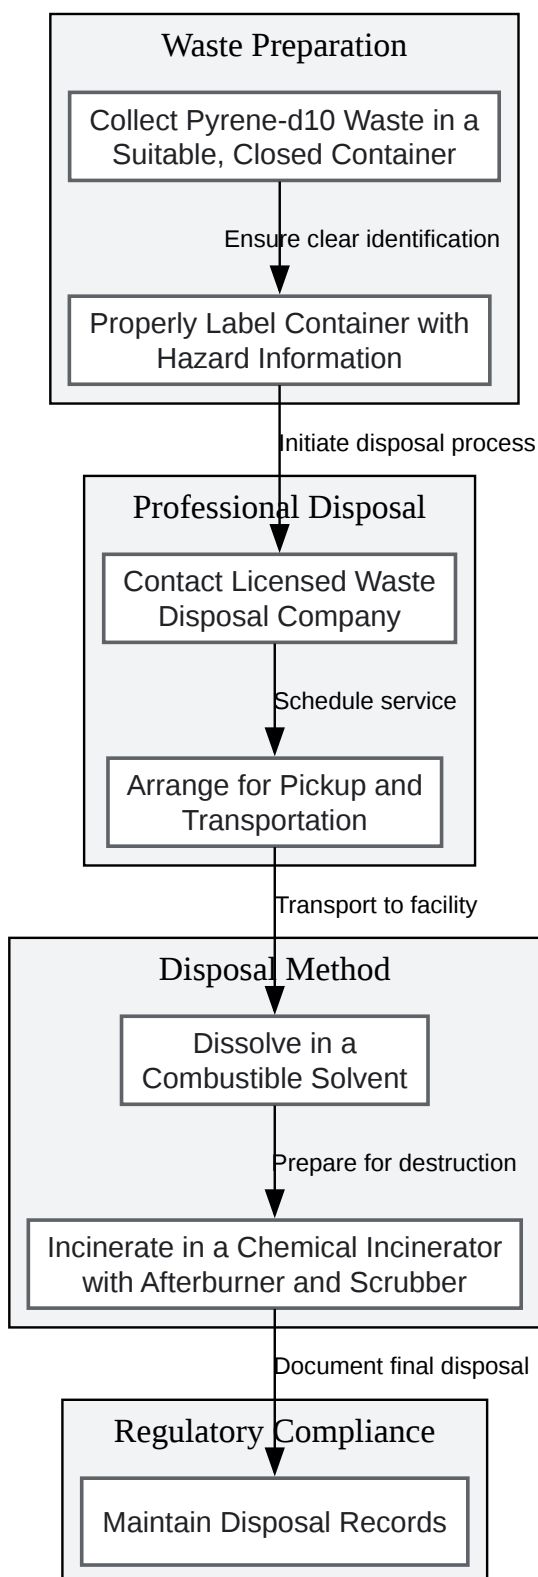 Waste Preparation
Collect Pyrene-d10 Waste in a
Suitable, Closed Container
Ensure clear identification
Properly Label Container with
Hazard Information
Initiate disposal process
Professional Disposal
Contact Licensed Waste
Disposal Company
Schedule service
Arrange for Pickup and
Transportation
Transport to facility
Disposal Method
Dissolve in a
Combustible Solvent
Prepare for destruction
Incinerate in a Chemical Incinerator
with Afterburner and Scrubber
Document final disposal
Regulatory Compliance
Maintain Disposal Records